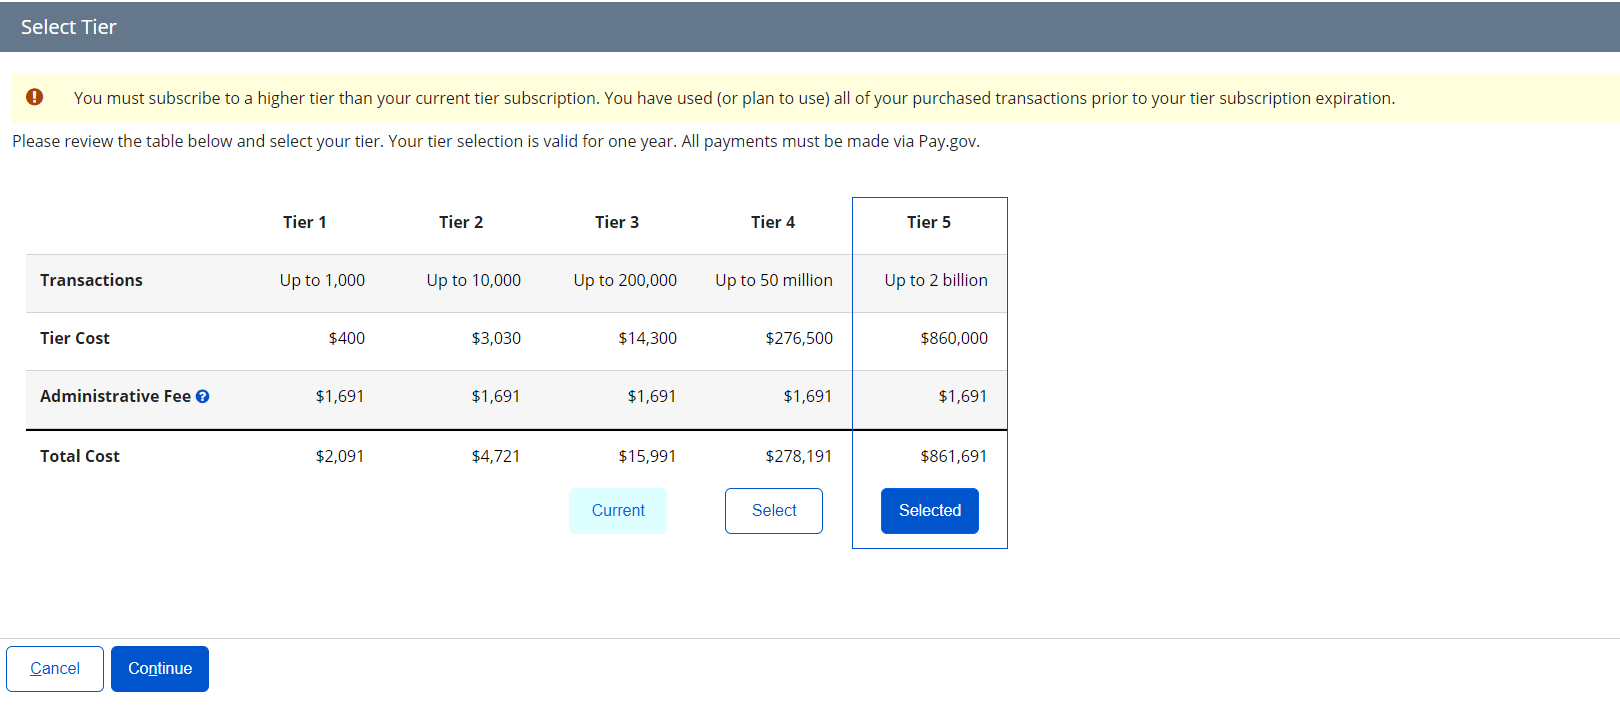 Select Tier
You must subscribe to a higher tier than your current tier subscription. You have used (or plan to use) all of your purchased transactions prior to your tier subscription expiration.
Please review the table below and select your tier. Your tier selection is valid for one year. All payments must be made via Pay.gov.
Tier 1 Tier 2 Tier 3 Tier 4 Tier 5
Transactions Up to 1,000 Up to 10,000 Up to 200,000 Up to 50 million Up to 2 billion
Tier Cost $400 $3,030 $14,300 $276,500 $860,000
Administrative Fee $1,691 $1,691 $1,691 $1,691 $1,691
Total Cost $2,091 $4,721 $15,991 $278,191 $861,691
Current Select Selected
Cancel Continue